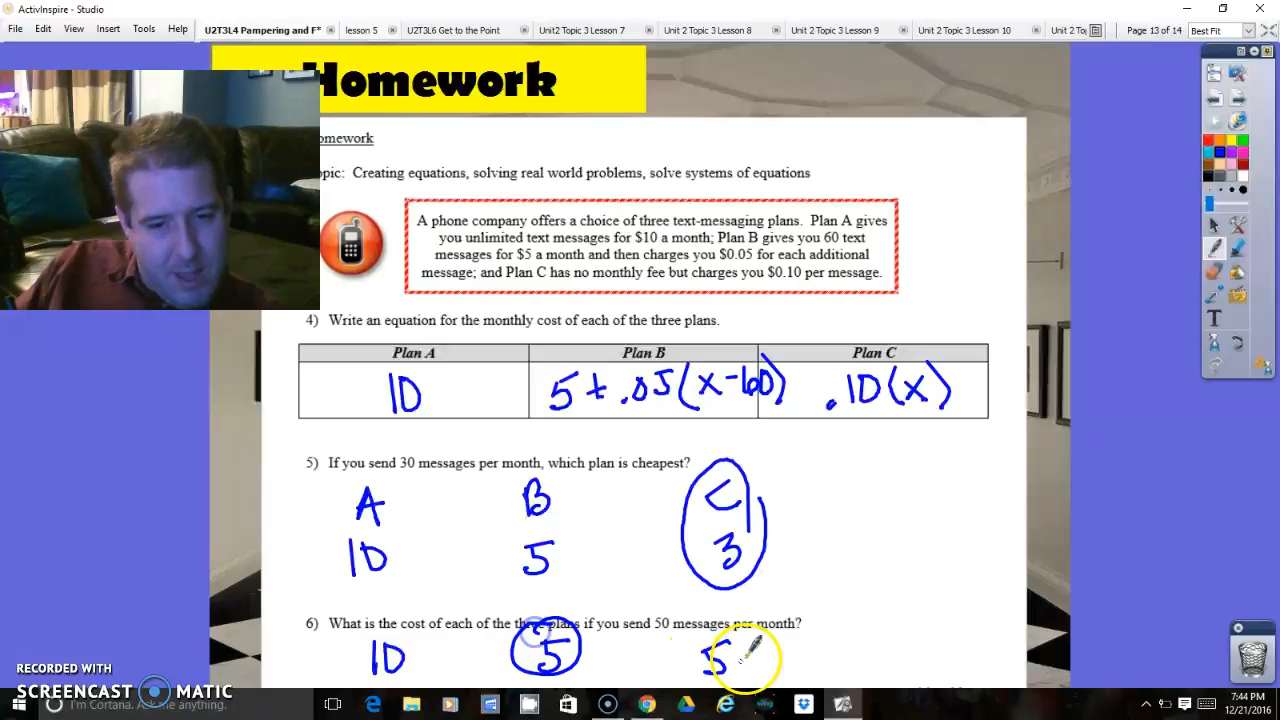 ActivInspire - Studio
File Edit View Insert Tools Help
U2T3L4 Pampering and F* lesson 5 U2T3L6 Get to the Point Unit2 Topic 3 Lesson 7 Unit 2 Topic 3 Lesson 8 Unit 2 Topic 3 Lesson 9 Unit 2 Topic 3 Lesson 10 Unit 2 To Page 13 of 14 Best Fit
Homework
omework
opic: Creating equations, solving real world problems, solve systems of equations
A phone company offers a choice of three text-messaging plans. Plan A gives
you unlimited text messages for $10 a month; Plan B gives you 60 text
messages for $5 a month and then charges you $0.05 for each additional
message; and Plan C has no monthly fee but charges you $0.10 per message.
4) Write an equation for the monthly cost of each of the three plans.
Plan A Plan B Plan C
10 5 + .05(x-60) .10(x)
5) If you send 30 messages per month, which plan is cheapest?
A B C
10 5 3
6) What is the cost of each of the three plans if you send 50 messages per month?
10 5 5
RECORDED WITH
SCREENCAST MATIC
I'm Cortana. Ask me anything.
7:44 PM
12/21/2016